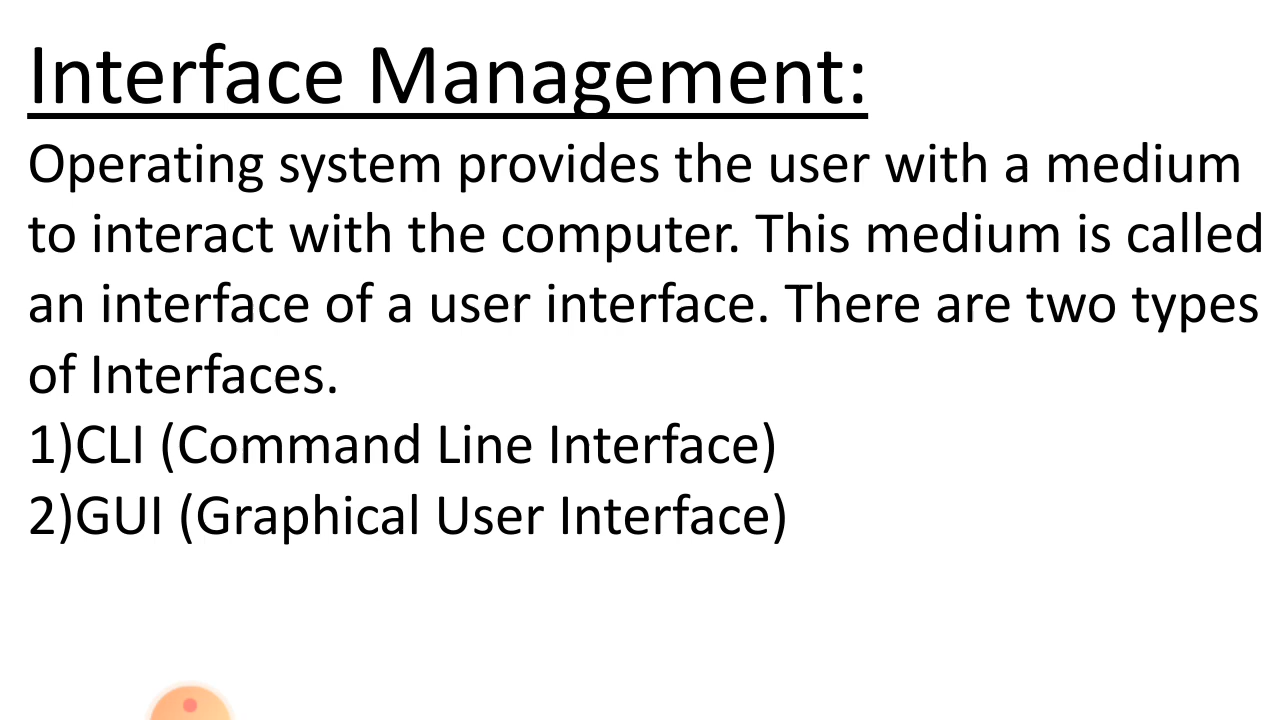 Interface Management:
Operating system provides the user with a medium
to interact with the computer. This medium is called
an interface of a user interface. There are two types
of Interfaces.
1)CLI (Command Line Interface)
2)GUI (Graphical User Interface)